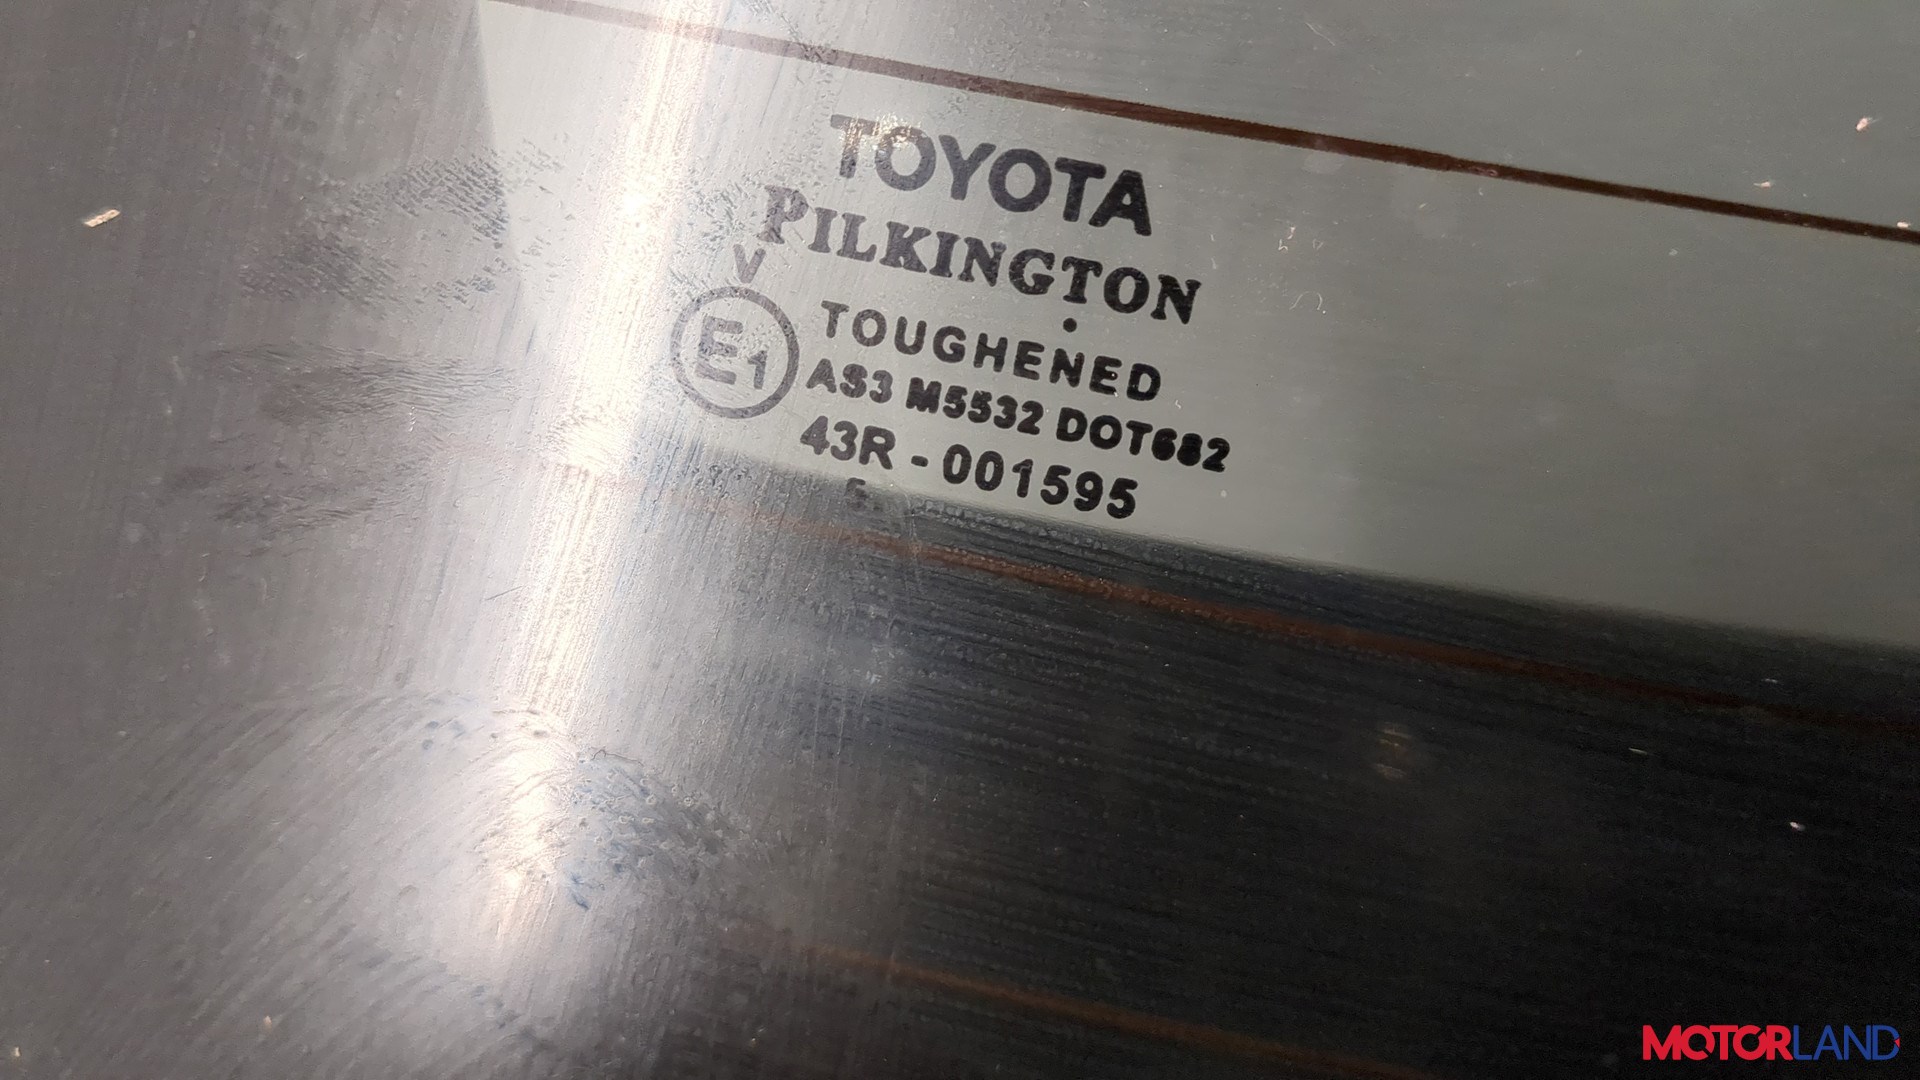 TOYOTA
PILKINGTON
V
E1
TOUGHENED
AS3 M5532 DOT682
43R - 001595
MOTORLAND